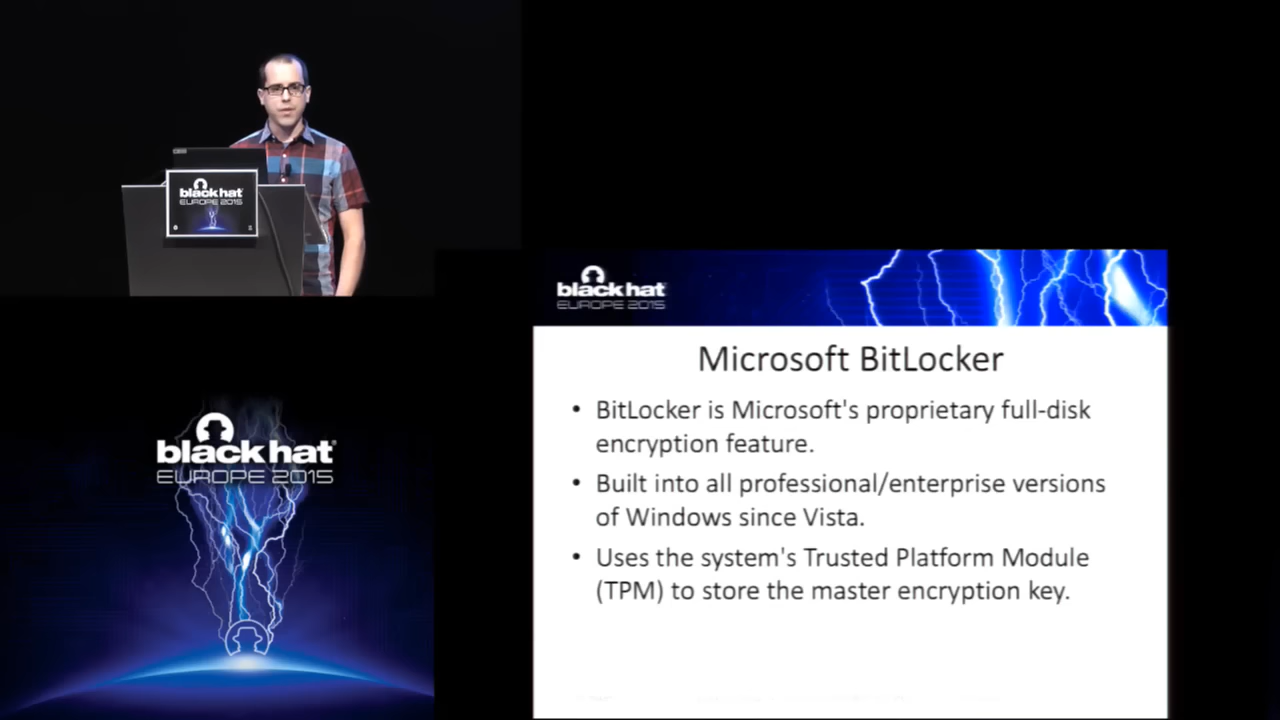 black hat
EUROPE 2015
black hat
EUROPE 2015
Microsoft BitLocker
• BitLocker is Microsoft's proprietary full-disk
encryption feature.
• Built into all professional/enterprise versions
of Windows since Vista.
• Uses the system's Trusted Platform Module
(TPM) to store the master encryption key.
black hat
EUROPE 2015